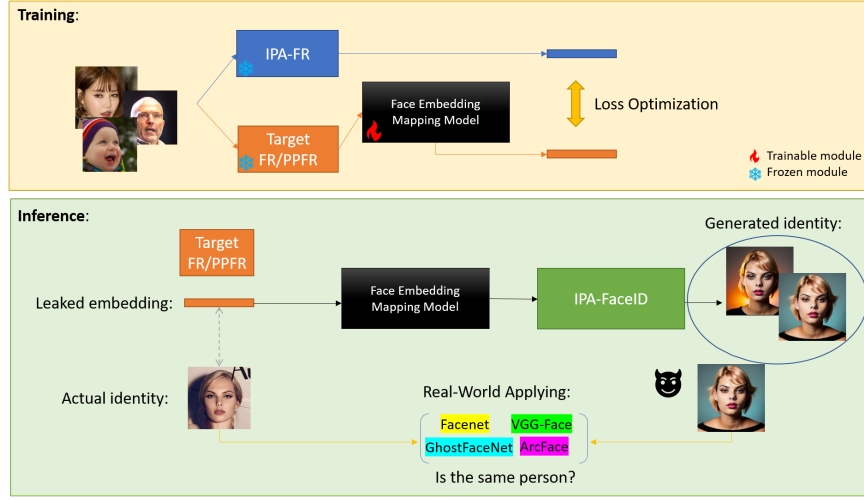 Training:
IPA-FR
Face Embedding
Mapping Model
Loss Optimization
Target
FR/PPFR
Trainable module
Frozen module
Inference:
Generated identity:
Target
FR/PPFR
Leaked embedding:
Face Embedding
Mapping Model
IPA-FaceID
Actual identity:
Real-World Applying:
Facenet VGG-Face
GhostFaceNet ArcFace
Is the same person?